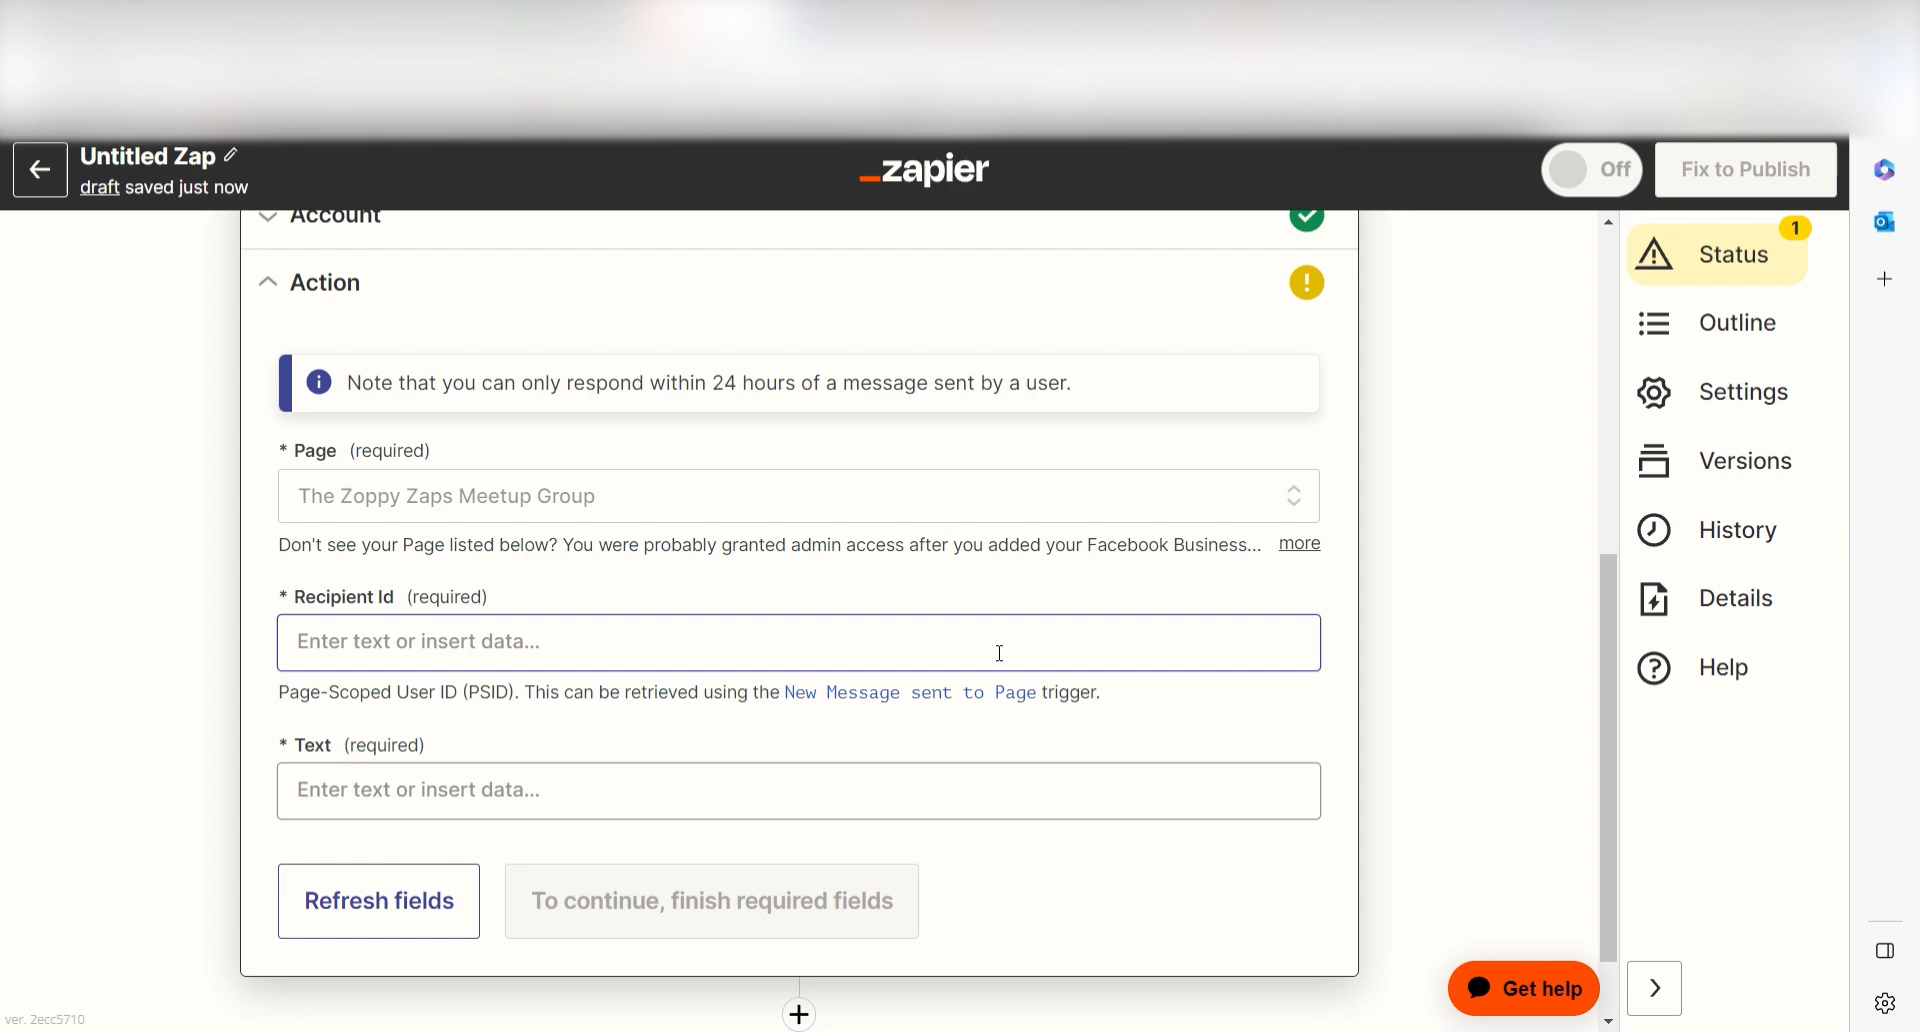 Untitled Zap
draft saved just now
zapier
Off
Fix to Publish
Account
Action
Note that you can only respond within 24 hours of a message sent by a user.
* Page (required)
The Zoppy Zaps Meetup Group
Don't see your Page listed below? You were probably granted admin access after you added your Facebook Business... more
* Recipient Id (required)
Enter text or insert data...
Page-Scoped User ID (PSID). This can be retrieved using the New Message sent to Page trigger.
* Text (required)
Enter text or insert data...
Refresh fields
To continue, finish required fields
1
Status
Outline
Settings
Versions
History
Details
Help
Get help
ver. 2ecc5710